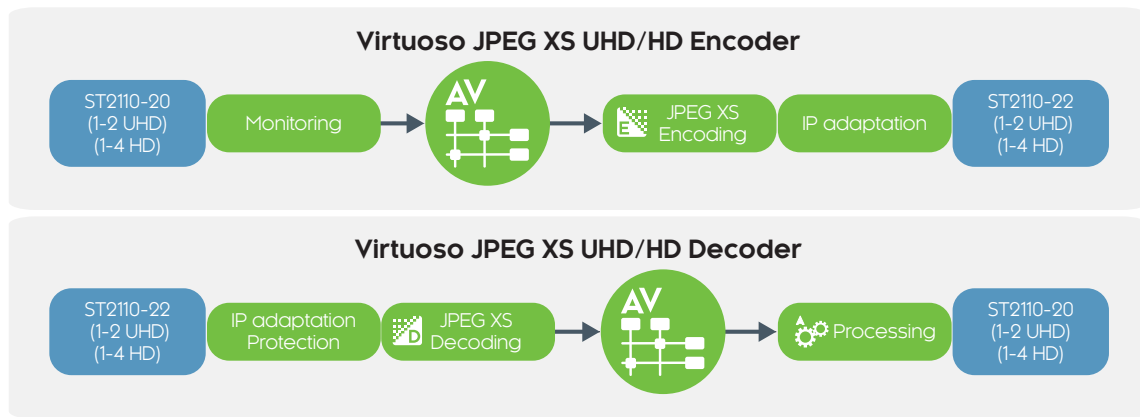 Virtuoso JPEG XS UHD/HD Encoder
ST2110-20
(1-2 UHD)
(1-4 HD)
Monitoring
AV
E
JPEG XS
Encoding
IP adaptation
ST2110-22
(1-2 UHD)
(1-4 HD)
Virtuoso JPEG XS UHD/HD Decoder
ST2110-22
(1-2 UHD)
(1-4 HD)
IP adaptation
Protection
D
JPEG XS
Decoding
AV
A
Processing
ST2110-20
(1-2 UHD)
(1-4 HD)